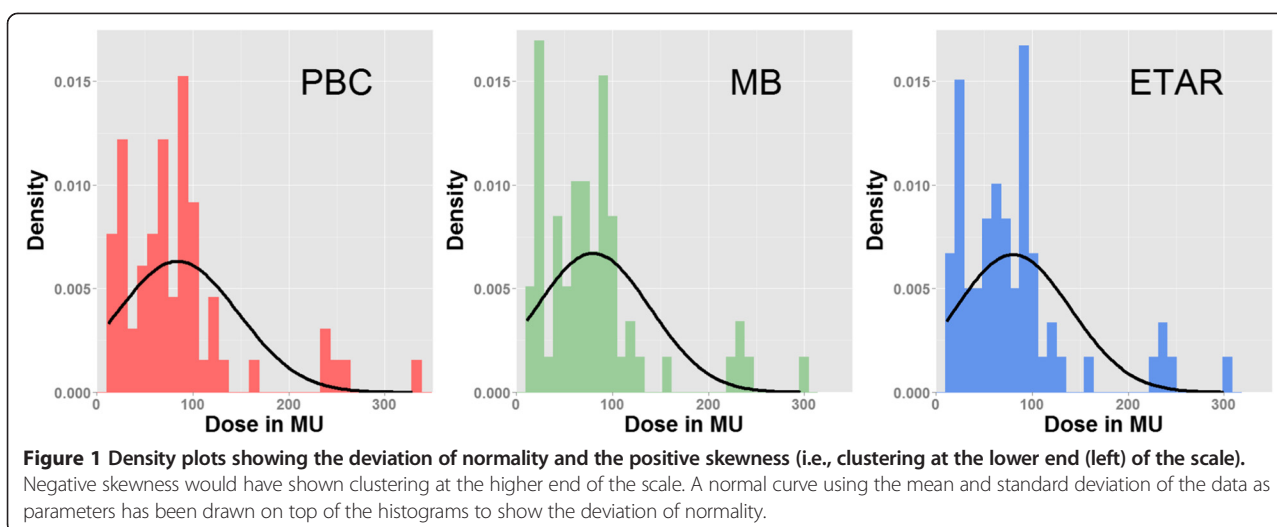 PBC
MB
ETAR
0.015
0.010
0.005
0.000
Density
0
100
200
300
Dose in MU
0.015
0.010
0.005
0.000
Density
0
100
200
300
Dose in MU
0.015
0.010
0.005
0.000
Density
0
100
200
300
Dose in MU
Figure 1 Density plots showing the deviation of normality and the positive skewness (i.e., clustering at the lower end (left) of the scale).
Negative skewness would have shown clustering at the higher end of the scale. A normal curve using the mean and standard deviation of the data as
parameters has been drawn on top of the histograms to show the deviation of normality.